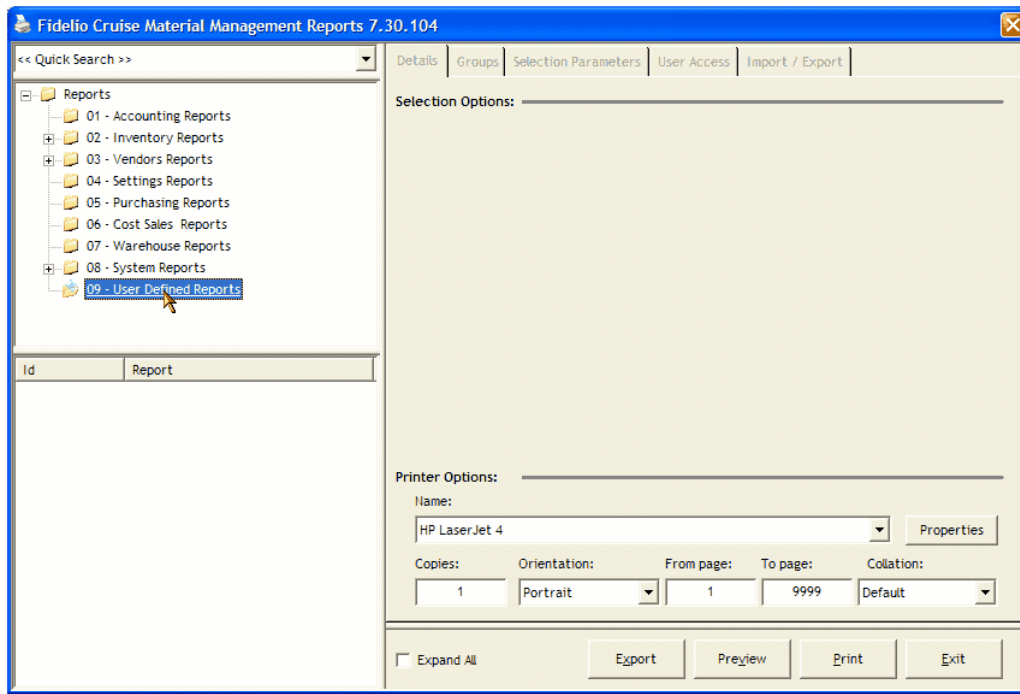 Fidelio Cruise Material Management Reports 7.30.104
<< Quick Search >>
Reports
01 - Accounting Reports
02 - Inventory Reports
03 - Vendors Reports
04 - Settings Reports
05 - Purchasing Reports
06 - Cost Sales  Reports
07 - Warehouse Reports
08 - System Reports
09 - User Defined Reports
Id Report
Details Groups Selection Parameters User Access Import / Export
Selection Options:
Printer Options:
Name:
HP LaserJet 4 Properties
Copies: Orientation: From page: To page: Collation:
1 Portrait 1 9999 Default
Expand All Export Preview Print Exit